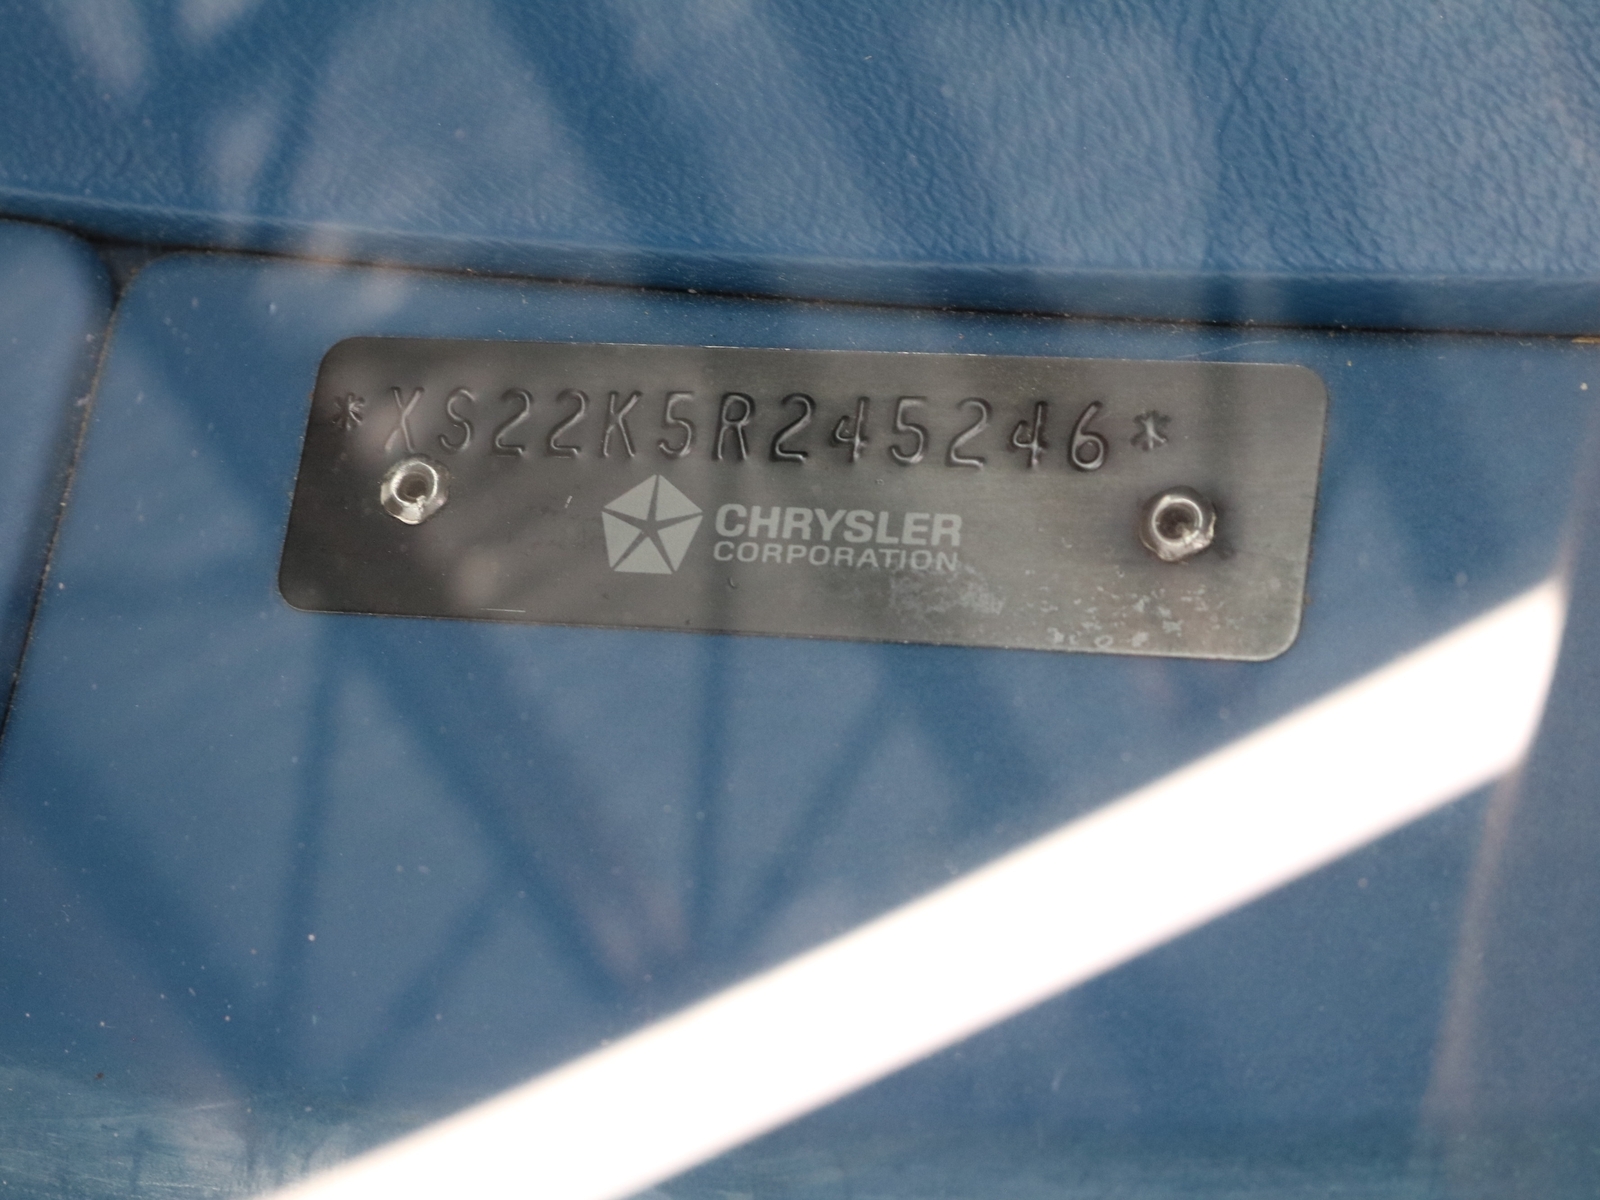 *XS22K5R245246*
CHRYSLER
CORPORATION